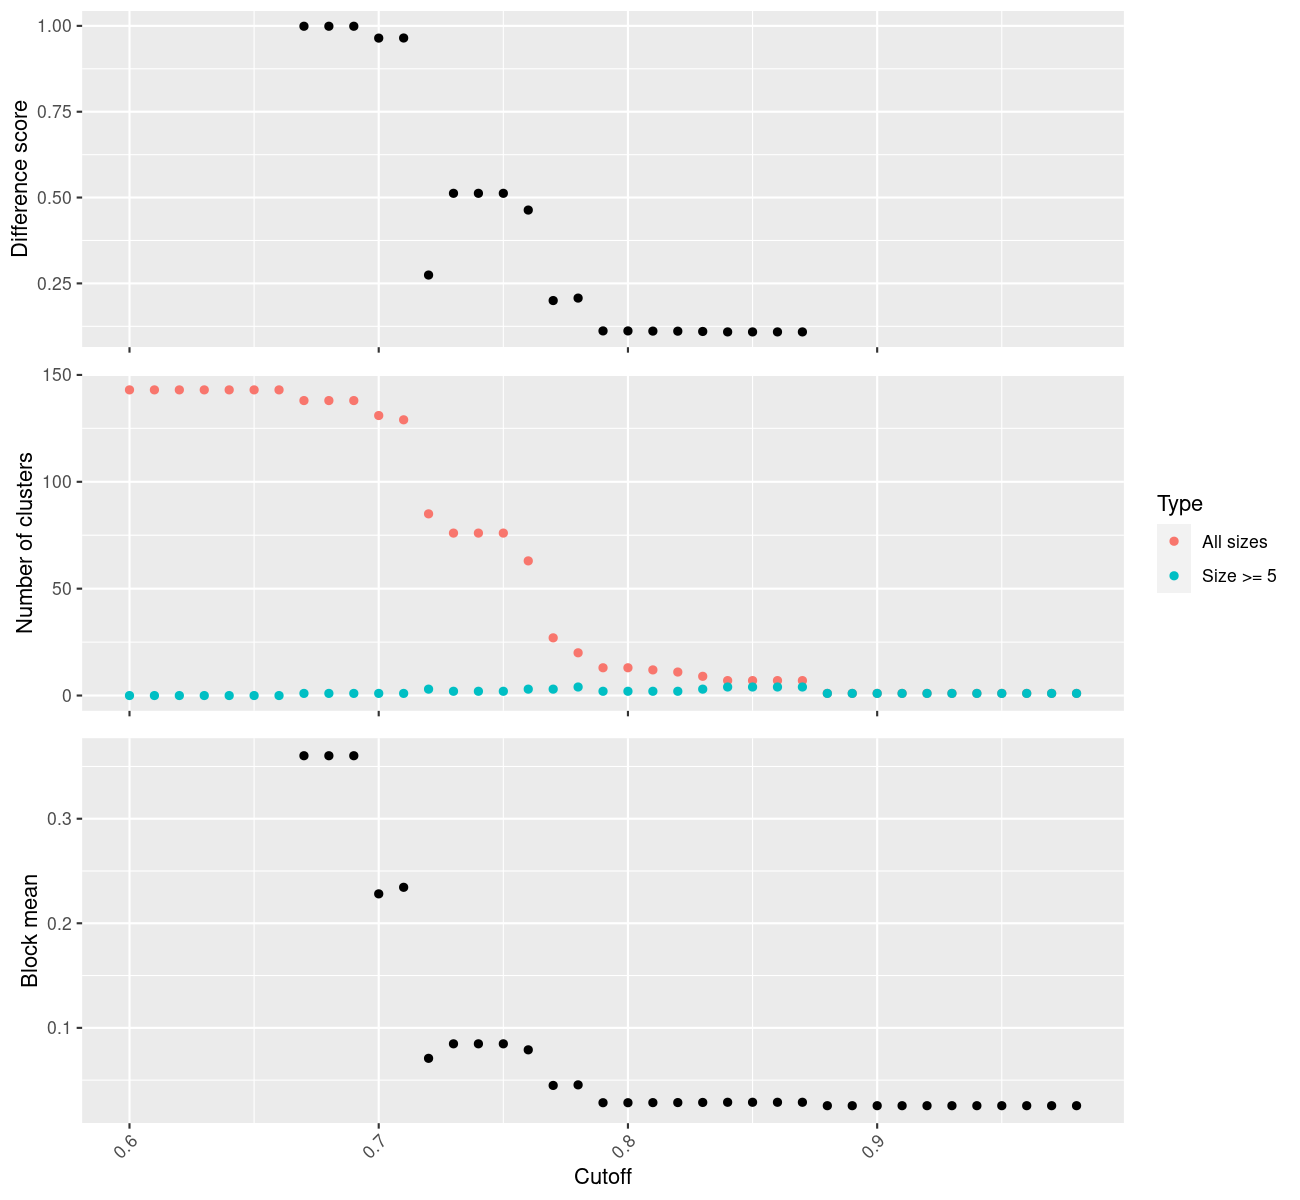 1.00
0.75
0.50
0.25
Difference score
150
100
50
0
Number of clusters
Type
All sizes
Size >= 5
0.3
0.2
0.1
Block mean
0.6
0.7
0.8
0.9
Cutoff